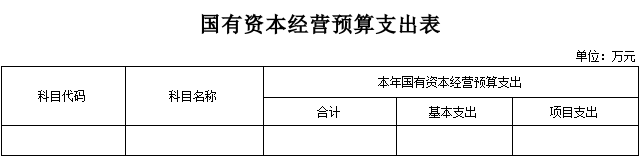 国有资本经营预算支出表
单位：万元
科目代码 科目名称 本年国有资本经营预算支出
合计 基本支出 项目支出